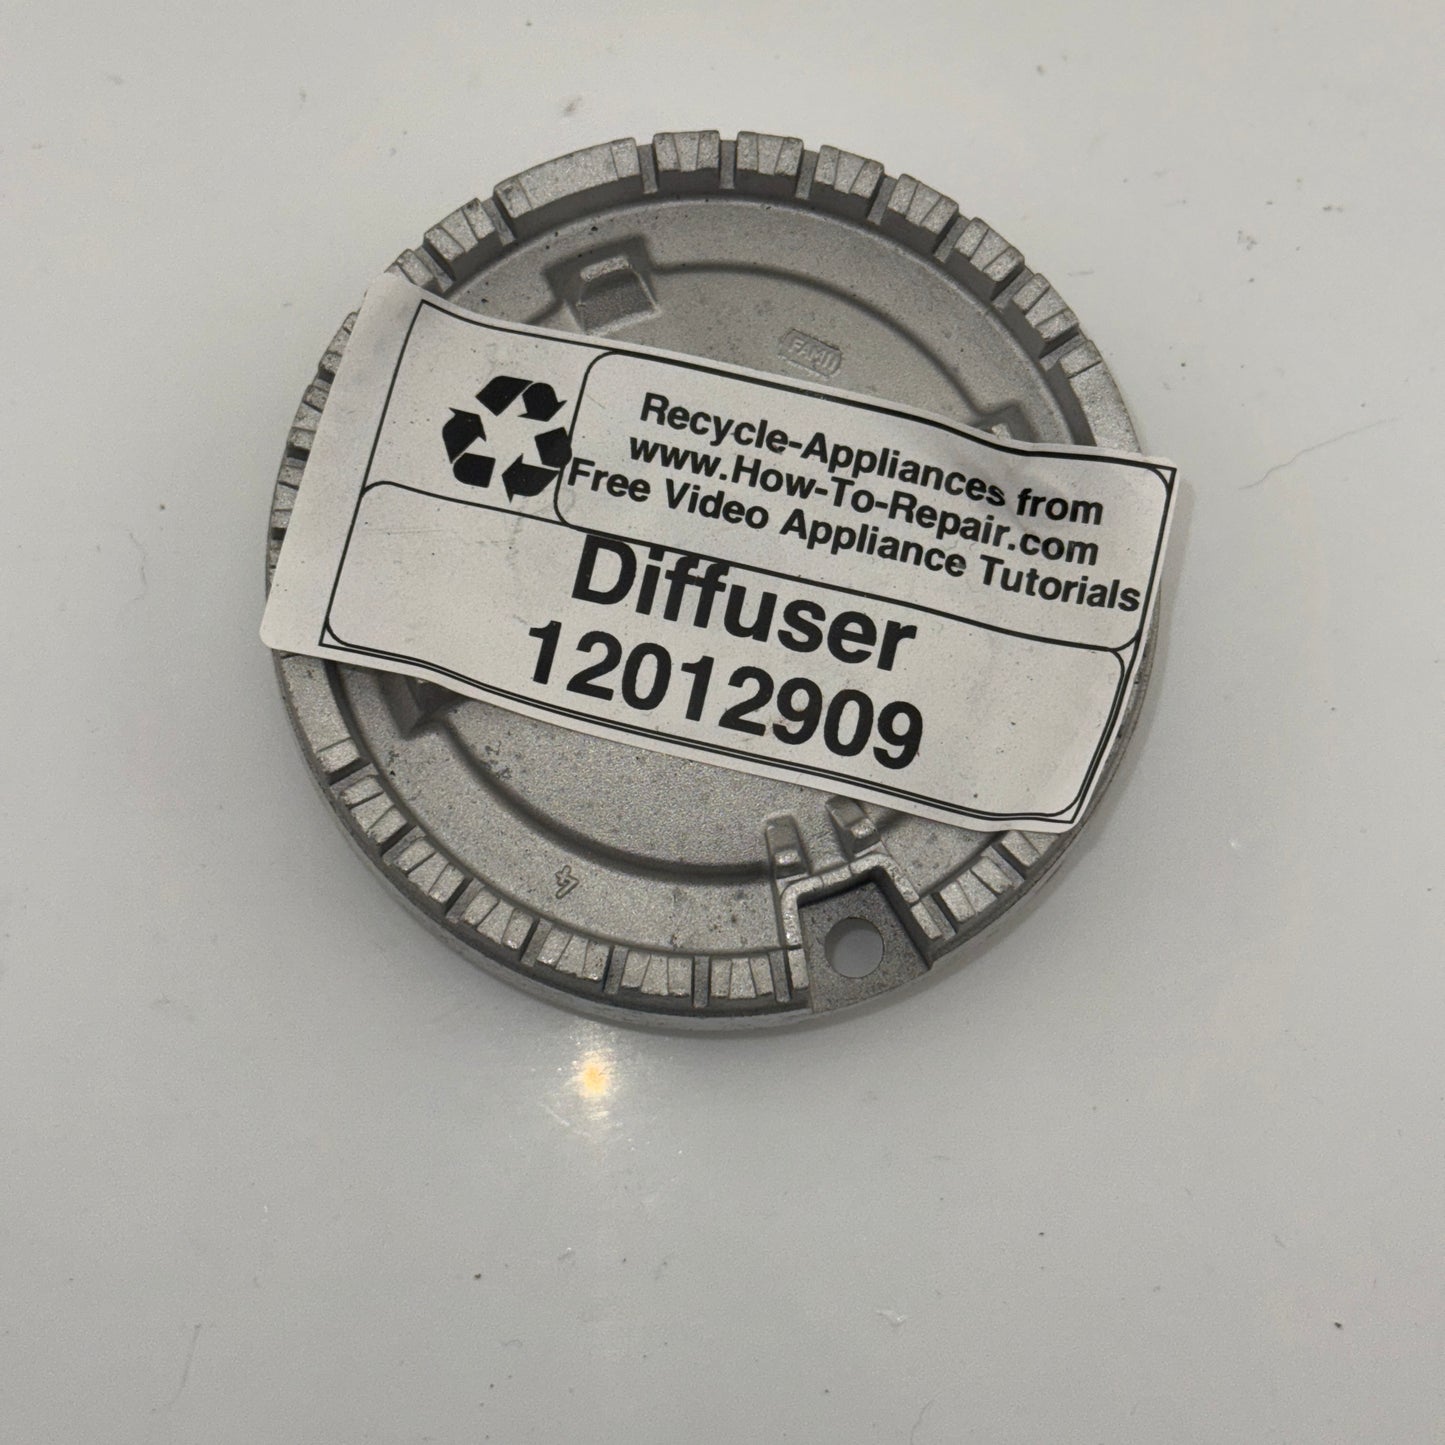 Recycle-Appliances from
www.How-To-Repair.com
Free Video Appliance Tutorials
Diffuser
12012909